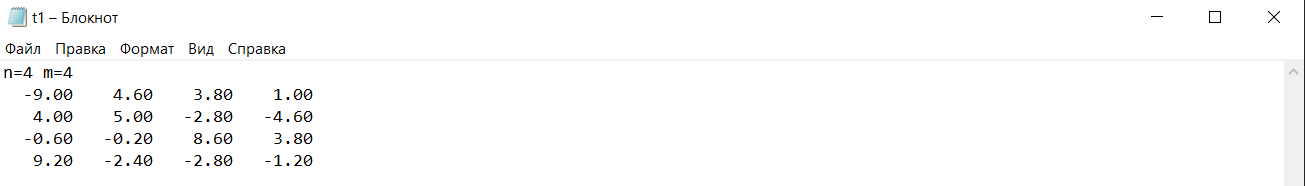 t1 – Блокнот
Файл Правка Формат Вид Справка
n=4 m=4
-9.00 4.60 3.80 1.00
4.00 5.00 -2.80 -4.60
-0.60 -0.20 8.60 3.80
9.20 -2.40 -2.80 -1.20